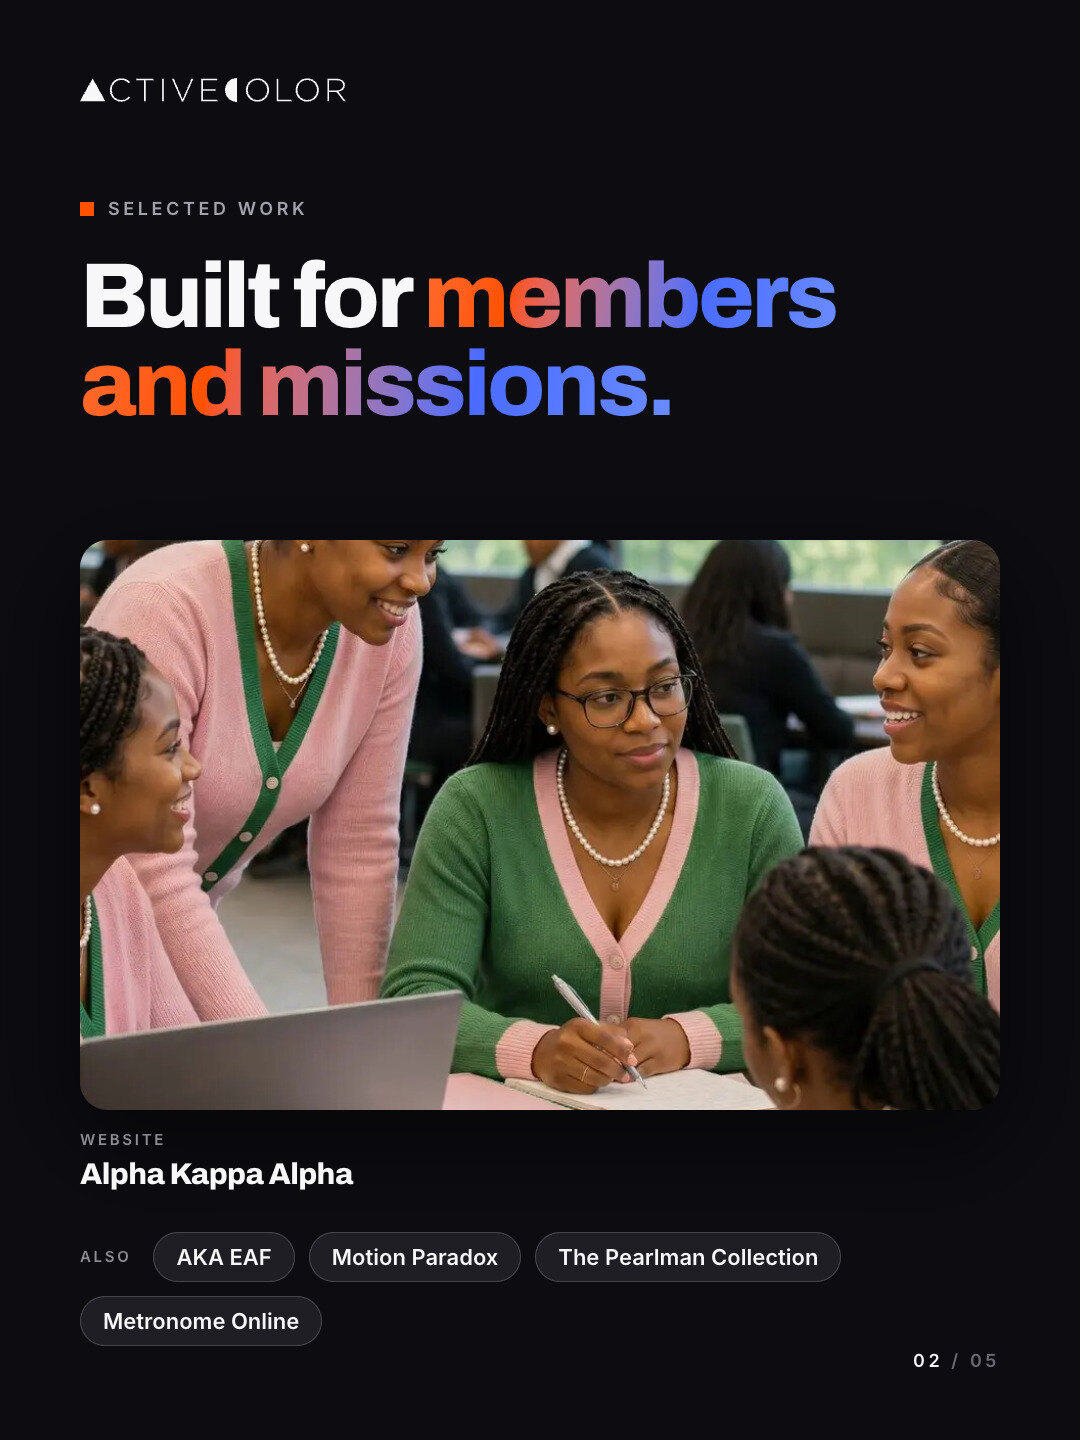 ACTIVECOLOR
SELECTED WORK
Built for members
and missions.
WEBSITE
Alpha Kappa Alpha
ALSO AKA EAF Motion Paradox The Pearlman Collection
Metronome Online
02 / 05